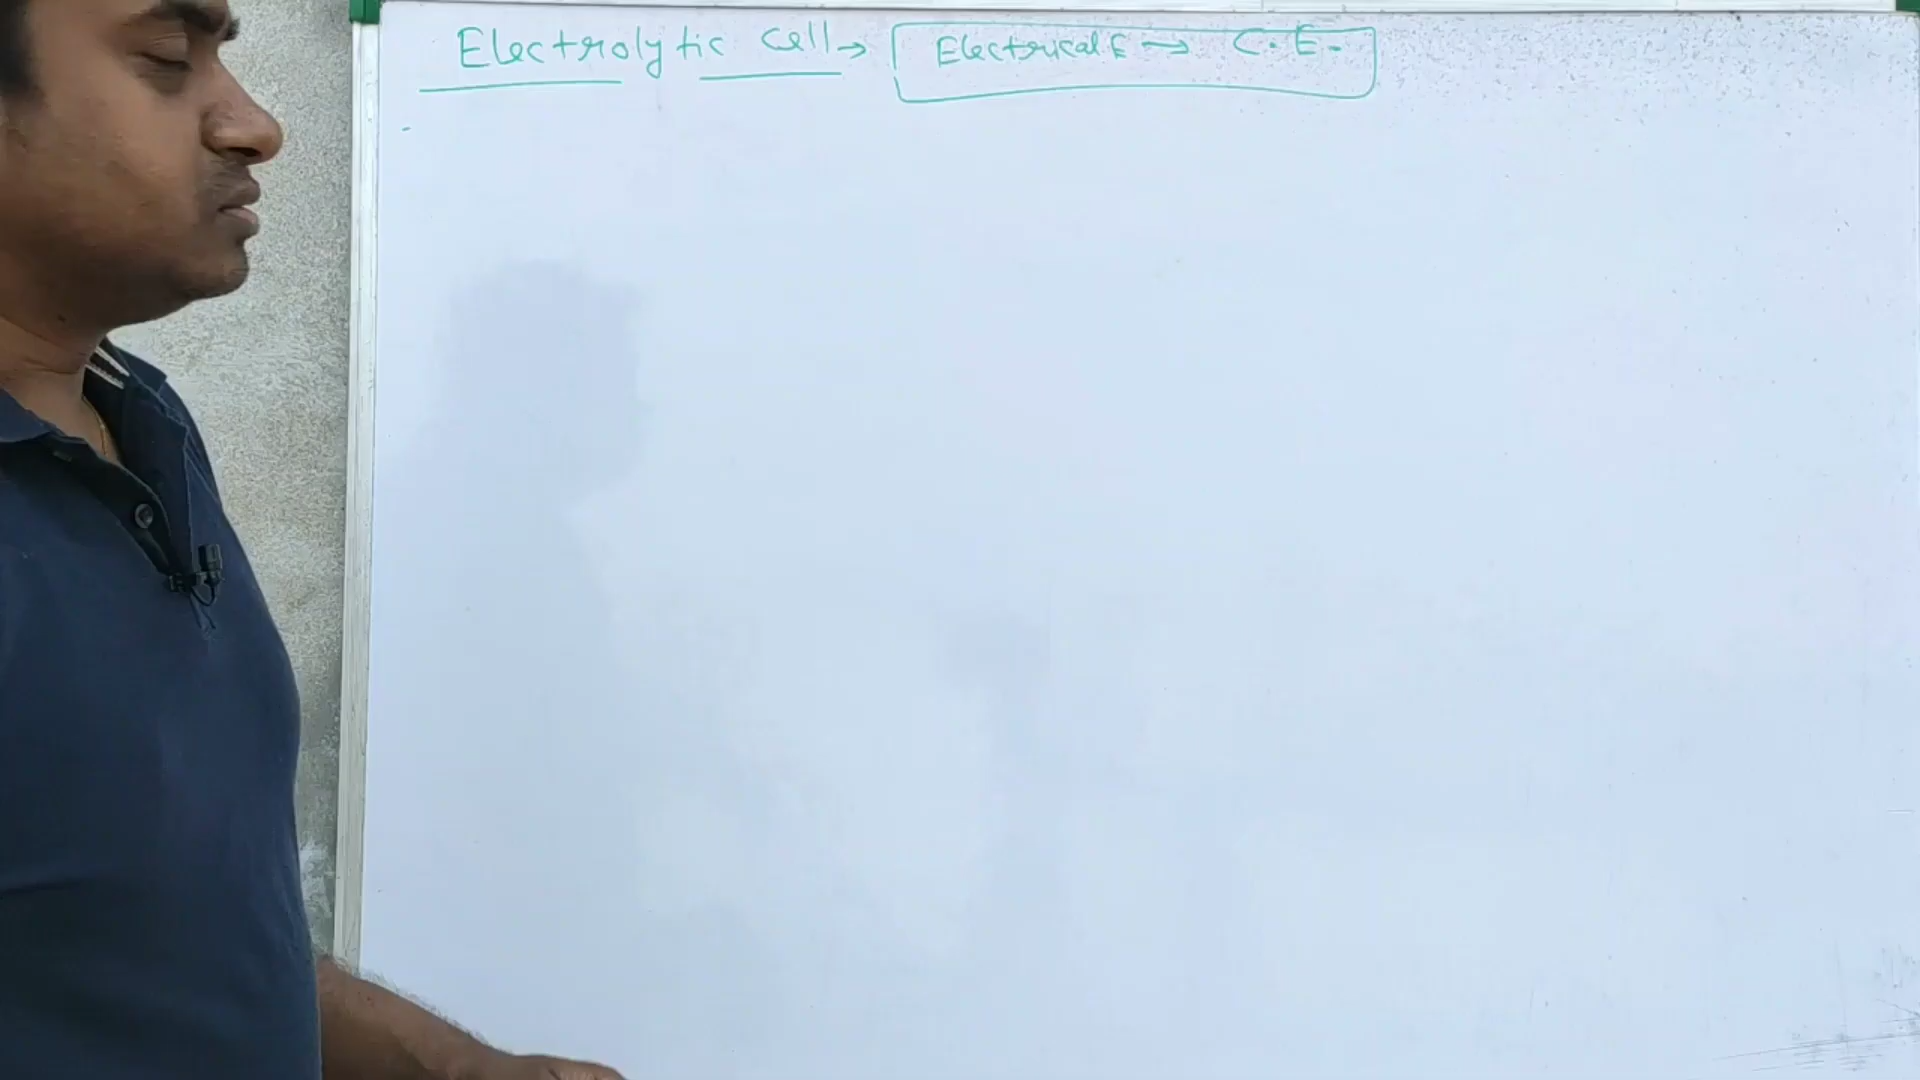 Electrolytic Cell → Electrical E → C. E.